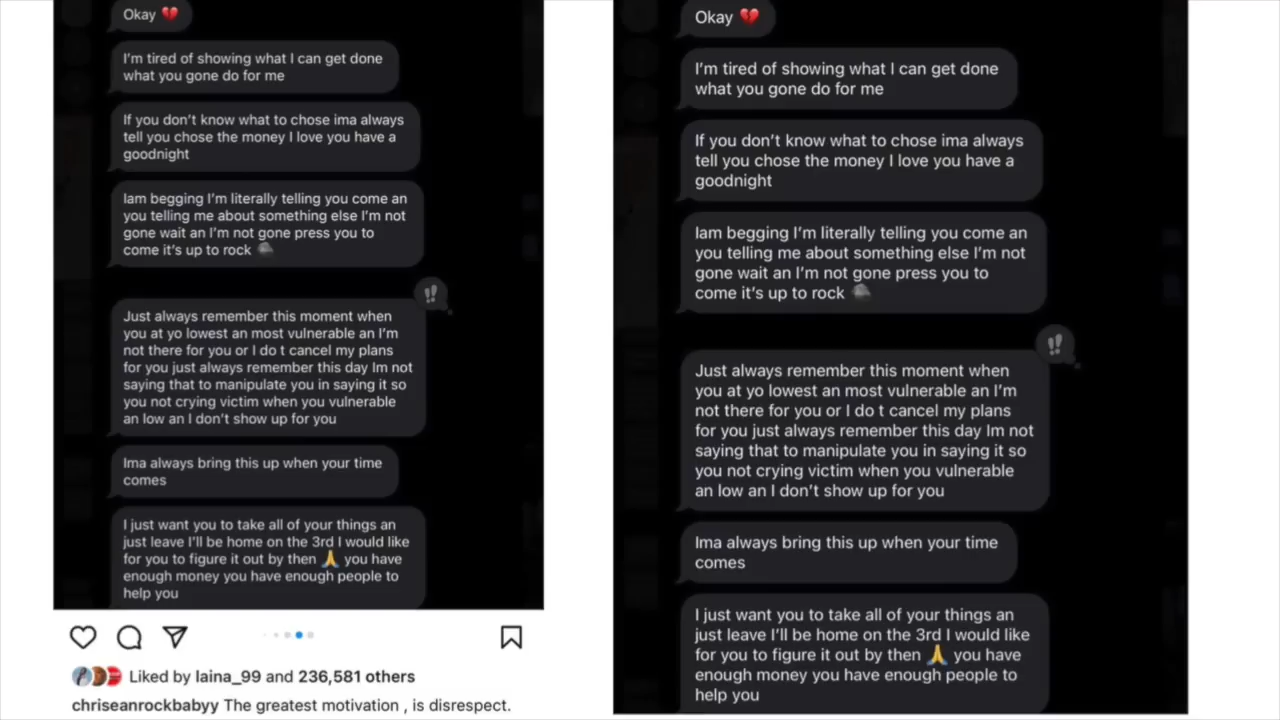 Okay 💔
I'm tired of showing what I can get done
what you gone do for me
If you don't know what to chose ima always
tell you chose the money I love you have a
goodnight
Iam begging I'm literally telling you come an
you telling me about something else I'm not
gone wait an I'm not gone press you to
come it's up to rock 🪨
!!
Just always remember this moment when
you at yo lowest an most vulnerable an I'm
not there for you or I do t cancel my plans
for you just always remember this day Im not
saying that to manipulate you in saying it so
you not crying victim when you vulnerable
an low an I don't show up for you
Ima always bring this up when your time
comes
I just want you to take all of your things an
just leave I'll be home on the 3rd I would like
for you to figure it out by then 🙏 you have
enough money you have enough people to
help you
Liked by laina_99 and 236,581 others
chriseanrockbabyy The greatest motivation , is disrespect.
Okay 💔
I'm tired of showing what I can get done
what you gone do for me
If you don't know what to chose ima always
tell you chose the money I love you have a
goodnight
Iam begging I'm literally telling you come an
you telling me about something else I'm not
gone wait an I'm not gone press you to
come it's up to rock 🪨
!!
Just always remember this moment when
you at yo lowest an most vulnerable an I'm
not there for you or I do t cancel my plans
for you just always remember this day Im not
saying that to manipulate you in saying it so
you not crying victim when you vulnerable
an low an I don't show up for you
Ima always bring this up when your time
comes
I just want you to take all of your things an
just leave I'll be home on the 3rd I would like
for you to figure it out by then 🙏 you have
enough money you have enough people to
help you